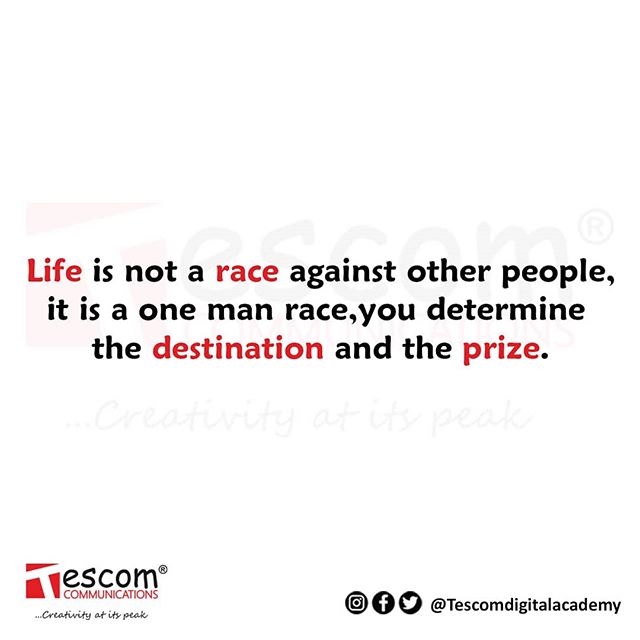 Life is not a race against other people,
it is a one man race,you determine
the destination and the prize.
Tescom®
COMMUNICATIONS
...Creativity at its peak
Tescom®
COMMUNICATIONS
...Creativity at its peak
@Tescomdigitalacademy